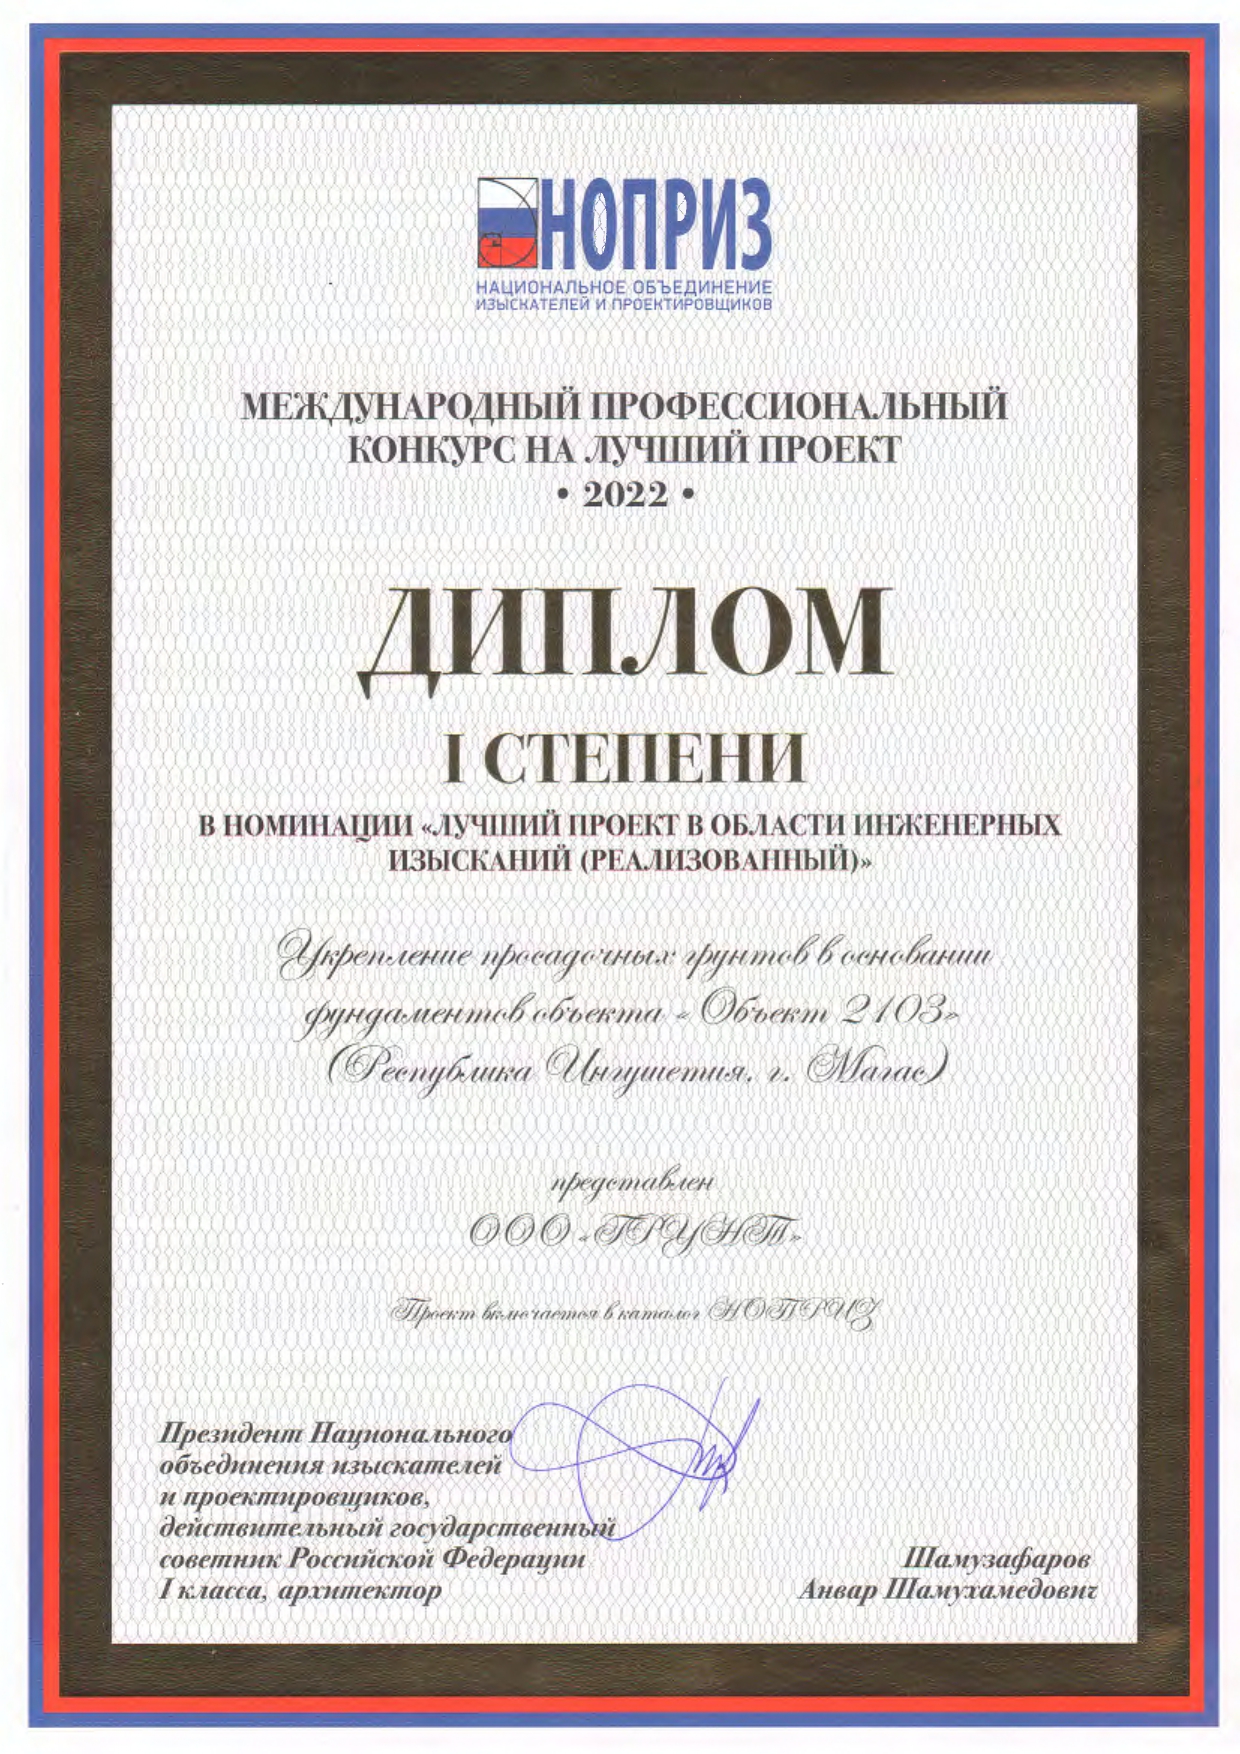 НОПРИЗ
НАЦИОНАЛЬНОЕ ОБЪЕДИНЕНИЕ
ИЗЫСКАТЕЛЕЙ И ПРОЕКТИРОВЩИКОВ
МЕЖДУНАРОДНЫЙ ПРОФЕССИОНАЛЬНЫЙ
КОНКУРС НА ЛУЧШИЙ ПРОЕКТ
• 2022 •
ДИПЛОМ
I СТЕПЕНИ
В НОМИНАЦИИ «ЛУЧШИЙ ПРОЕКТ В ОБЛАСТИ ИНЖЕНЕРНЫХ
ИЗЫСКАНИЙ (РЕАЛИЗОВАННЫЙ)»
Укрепление просадочных грунтов в основании
фундаментов объекта «Объект 2103»
(Республика Ингушетия, г. Магас)
представлен
ООО «ГРУНТ»
Проект включается в каталог НОПРИЗ
Президент Национального
объединения изыскателей
и проектировщиков,
действительный государственный
советник Российской Федерации
I класса, архитектор
Шамузафаров
Анвар Шамухамедович